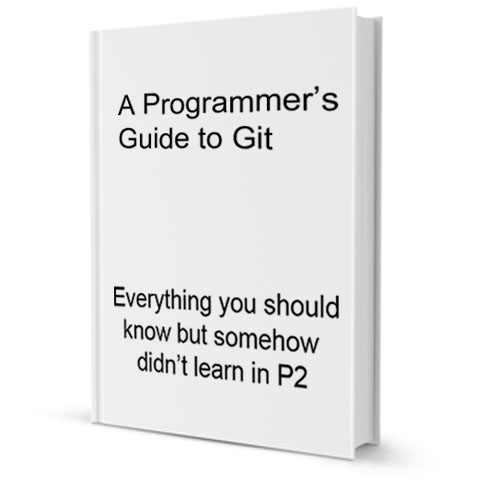 A Programmer’s
Guide to Git
Everything you should
know but somehow
didn’t learn in P2